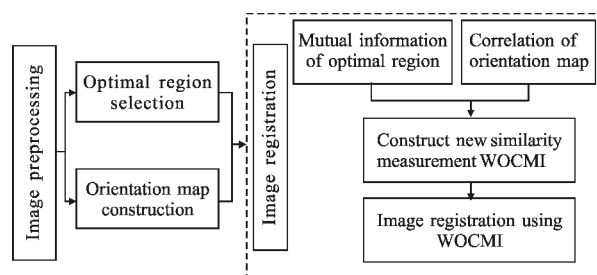 Image preprocessing
Optimal region
selection
Orientation map
construction
Image registration
Mutual information
of optimal region
Correlation of
orientation map
Construct new similarity
measurement WOCMI
Image registration using
WOCMI